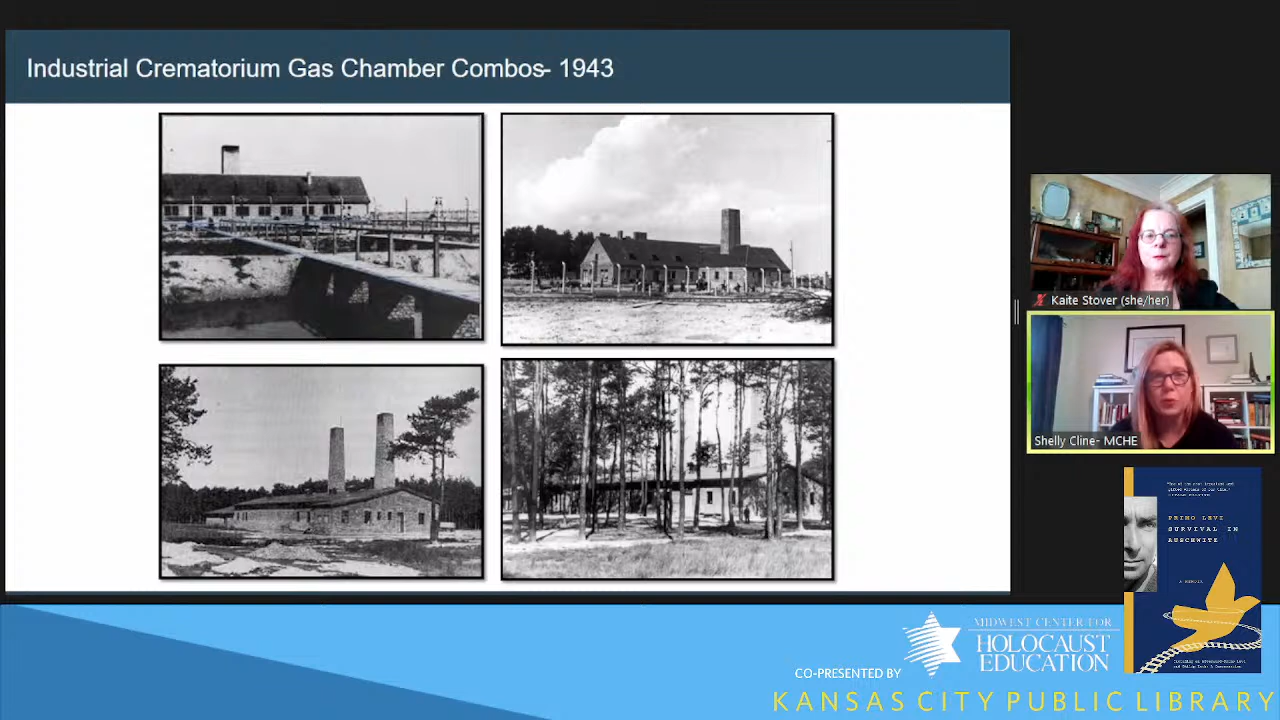 Industrial Crematorium Gas Chamber Combos- 1943
Kaite Stover (she/her)
Shelly Cline- MCHE
PRIMO LEVI
SURVIVAL IN
AUSCHWITZ
A MEMOIR
MIDWEST CENTER FOR
HOLOCAUST
EDUCATION
CO-PRESENTED BY
KANSAS CITY PUBLIC LIBRARY